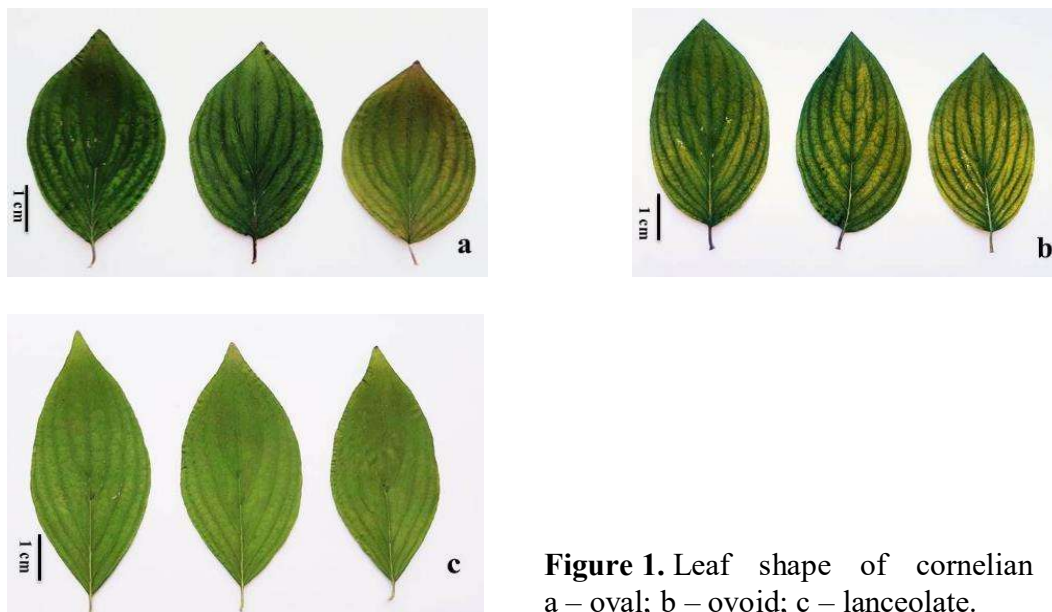 1 cm
a
1 cm
b
1 cm
c
Figure 1. Leaf shape of cornelian
a – oval; b – ovoid; c – lanceolate.